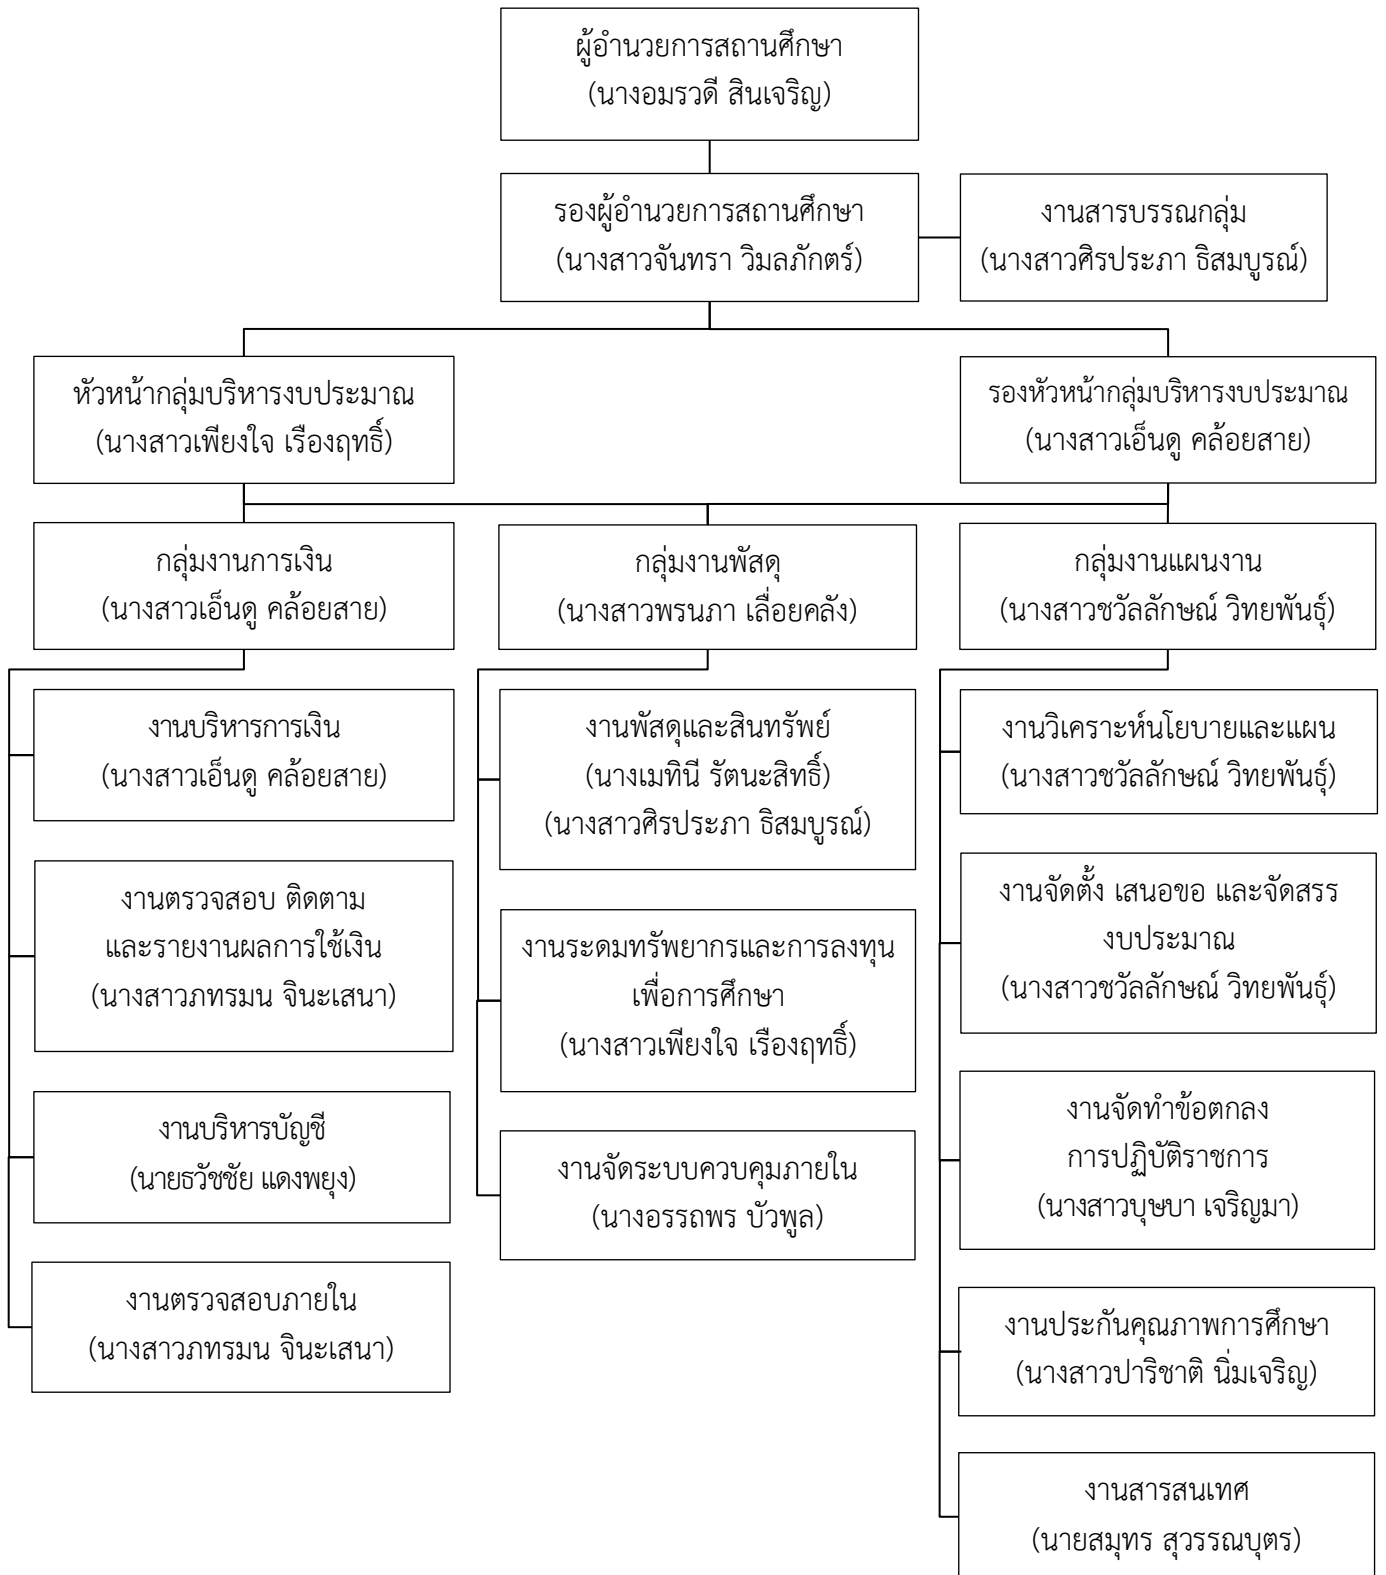 ผู้อำนวยการสถานศึกษา
(นางอมรวดี สินเจริญ)
รองผู้อำนวยการสถานศึกษา
(นางสาวจันทรา วิมลภักตร์)
งานสารบรรณกลุ่ม
(นางสาวศิรประภา ธิสมบูรณ์)
หัวหน้ากลุ่มบริหารงบประมาณ
(นางสาวเพียงใจ เรืองฤทธิ์)
รองหัวหน้ากลุ่มบริหารงบประมาณ
(นางสาวเอ็นดู คล้อยสาย)
กลุ่มงานการเงิน
(นางสาวเอ็นดู คล้อยสาย)
กลุ่มงานพัสดุ
(นางสาวพรนภา เลื่อยคลัง)
กลุ่มงานแผนงาน
(นางสาวชวัลลักษณ์ วิทยพันธุ์)
งานบริหารการเงิน
(นางสาวเอ็นดู คล้อยสาย)
งานตรวจสอบ ติดตาม
และรายงานผลการใช้เงิน
(นางสาวภทรมน จินะเสนา)
งานบริหารบัญชี
(นายธวัชชัย แดงพยุง)
งานตรวจสอบภายใน
(นางสาวภทรมน จินะเสนา)
งานพัสดุและสินทรัพย์
(นางเมทินี รัตนะสิทธิ์)
(นางสาวศิรประภา ธิสมบูรณ์)
งานระดมทรัพยากรและการลงทุน
เพื่อการศึกษา
(นางสาวเพียงใจ เรืองฤทธิ์)
งานจัดระบบควบคุมภายใน
(นางอรรถพร บัวพูล)
งานวิเคราะห์นโยบายและแผน
(นางสาวชวัลลักษณ์ วิทยพันธุ์)
งานจัดตั้ง เสนอขอ และจัดสรร
งบประมาณ
(นางสาวชวัลลักษณ์ วิทยพันธุ์)
งานจัดทำข้อตกลง
การปฏิบัติราชการ
(นางสาวบุษบา เจริญมา)
งานประกันคุณภาพการศึกษา
(นางสาวปาริชาติ นิ่มเจริญ)
งานสารสนเทศ
(นายสมุทร สุวรรณบุตร)